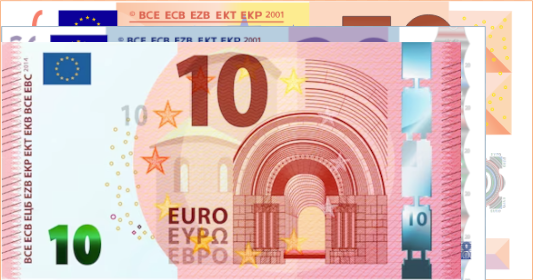 © BCE ECB EZB EKT EKP 2001
© BCE ECB EZB EKT EKP 2001
BCE ECB ЕЦБ EZB EKP EKT EKB BCE EBC 2014
10
10
EURO
ΕΥΡΩ
ЕВРО
10
10